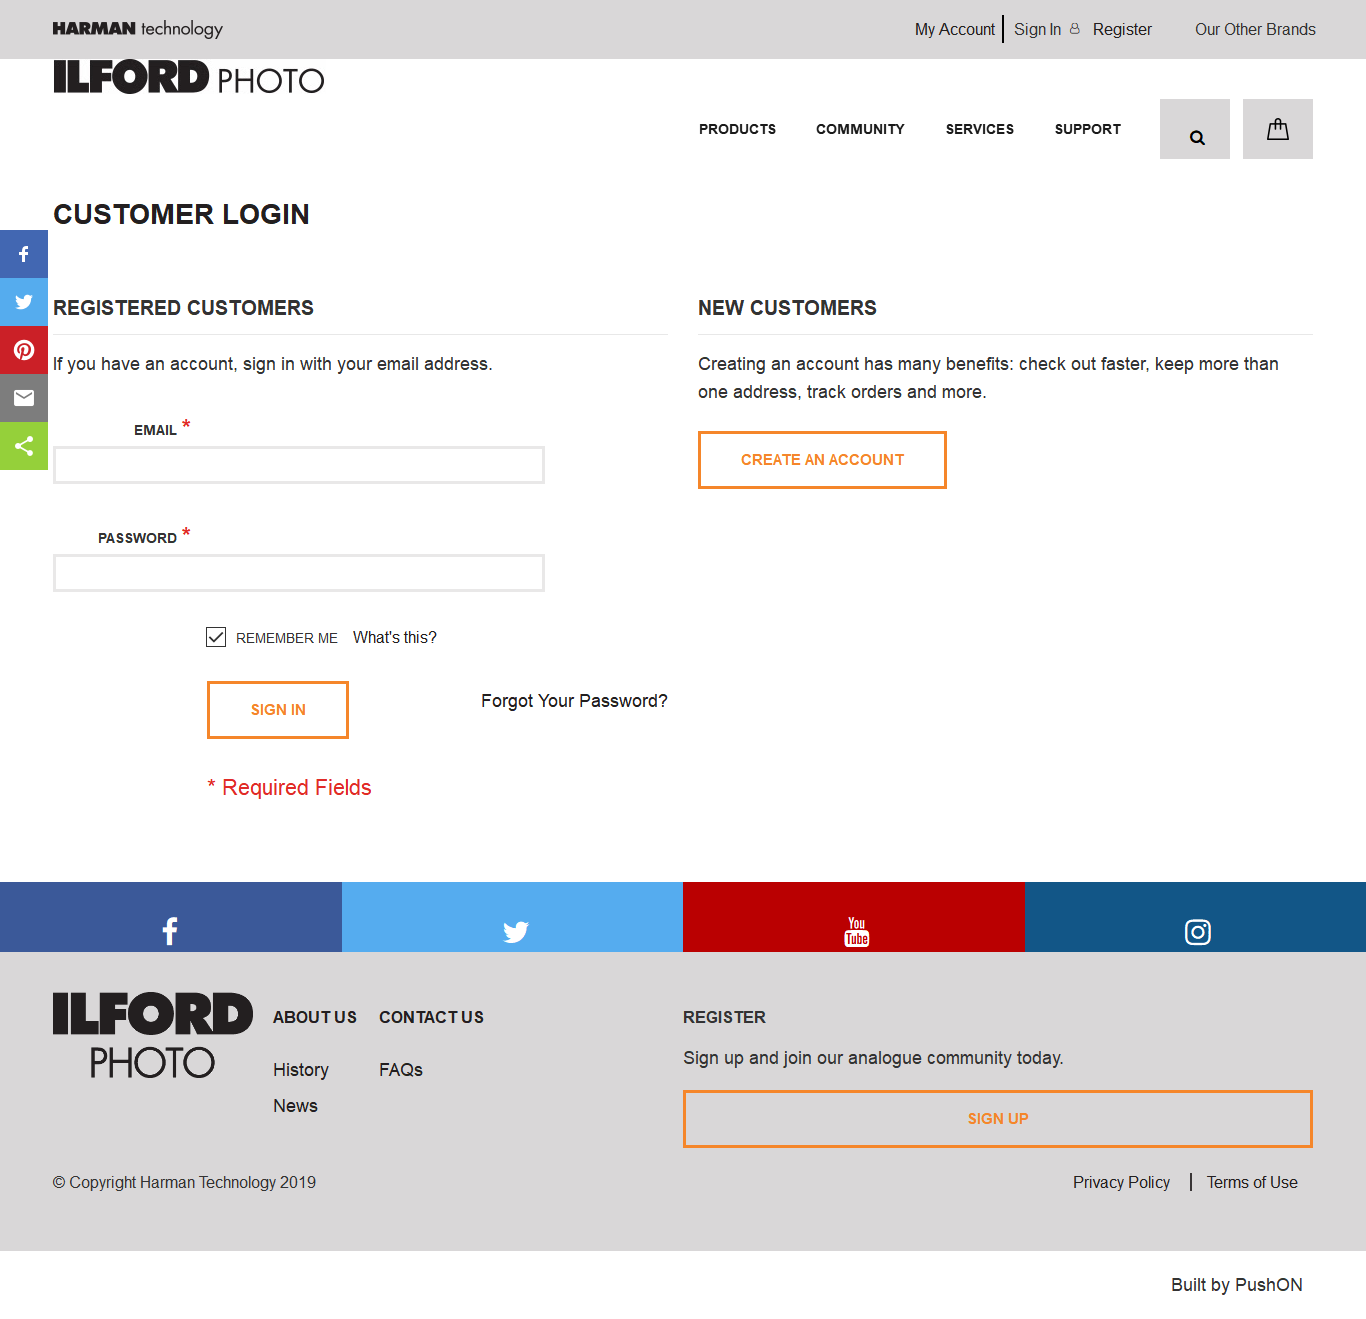 HARMAN technology
My Account
Sign In
Register
Our Other Brands
ILFORD PHOTO
PRODUCTS
COMMUNITY
SERVICES
SUPPORT
CUSTOMER LOGIN
REGISTERED CUSTOMERS
If you have an account, sign in with your email address.
EMAIL *
PASSWORD *
REMEMBER ME What's this?
SIGN IN
Forgot Your Password?
* Required Fields
NEW CUSTOMERS
Creating an account has many benefits: check out faster, keep more than
one address, track orders and more.
CREATE AN ACCOUNT
You
Tube
ILFORD
PHOTO
ABOUT US
History
News
CONTACT US
FAQs
REGISTER
Sign up and join our analogue community today.
SIGN UP
© Copyright Harman Technology 2019
Privacy Policy
Terms of Use
Built by PushON